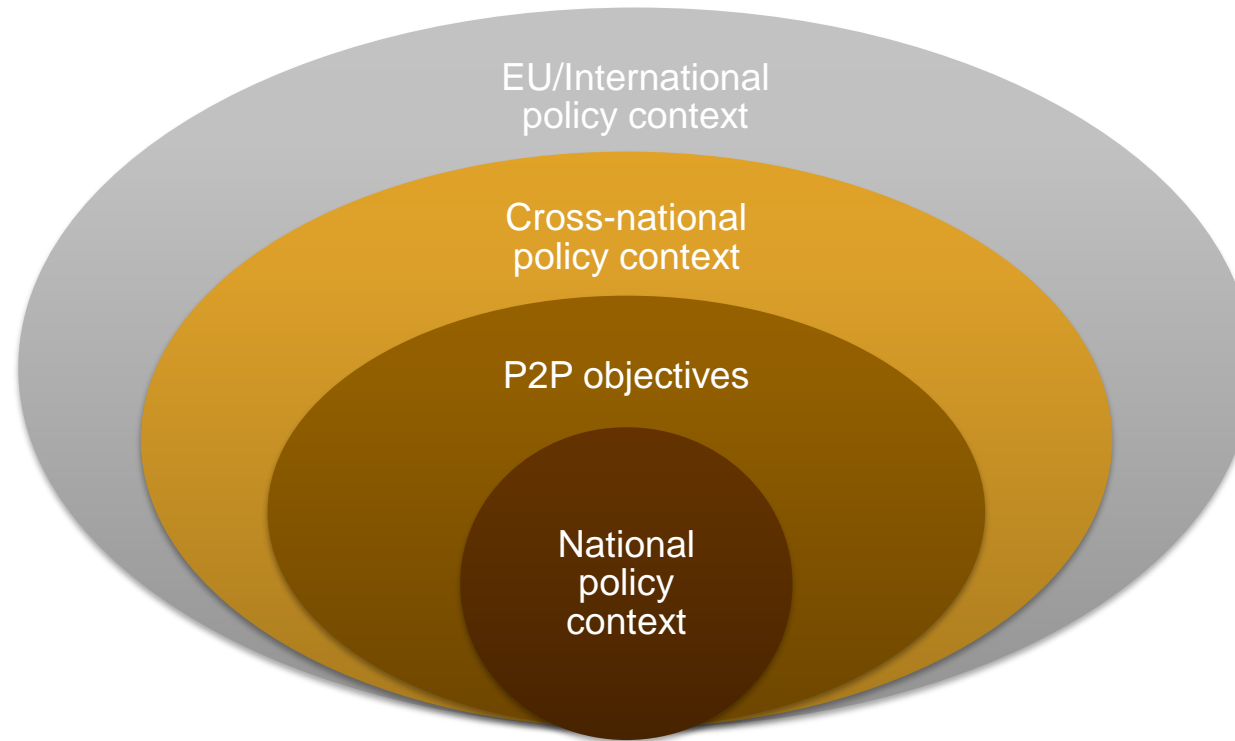 EU/International
policy context
Cross-national
policy context
P2P objectives
National
policy
context